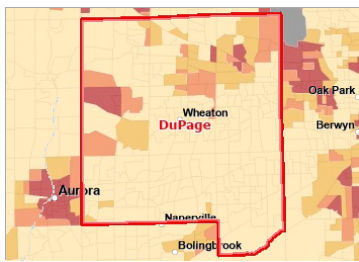 Oak Park
Wheaton
DuPage
Berwyn
Aurora
Naperville
Bolingbrook